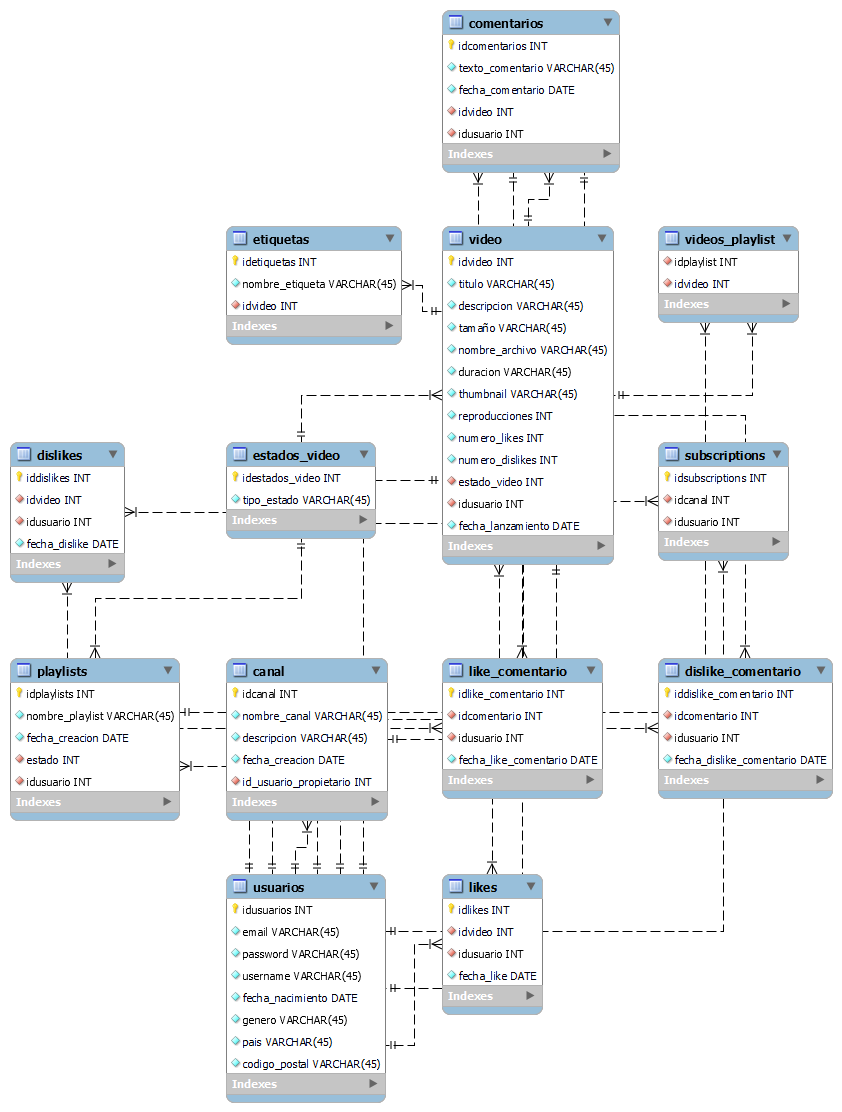 comentarios
idcomentarios INT
texto_comentario VARCHAR(45)
fecha_comentario DATE
idvideo INT
idusuario INT
Indexes
etiquetas
idetiquetas INT
nombre_etiqueta VARCHAR(45)
idvideo INT
Indexes
video
idvideo INT
titulo VARCHAR(45)
descripcion VARCHAR(45)
tamaño VARCHAR(45)
nombre_archivo VARCHAR(45)
duracion VARCHAR(45)
thumbnail VARCHAR(45)
reproducciones INT
numero_likes INT
numero_dislikes INT
estado_video INT
idusuario INT
fecha_lanzamiento DATE
Indexes
videos_playlist
idplaylist INT
idvideo INT
Indexes
dislikes
iddislikes INT
idvideo INT
idusuario INT
fecha_dislike DATE
Indexes
estados_video
idestados_video INT
tipo_estado VARCHAR(45)
Indexes
subscriptions
idsubscriptions INT
idcanal INT
idusuario INT
Indexes
playlists
idplaylists INT
nombre_playlist VARCHAR(45)
fecha_creacion DATE
estado INT
idusuario INT
Indexes
canal
idcanal INT
nombre_canal VARCHAR(45)
descripcion VARCHAR(45)
fecha_creacion DATE
id_usuario_propietario INT
Indexes
like_comentario
idlike_comentario INT
idcomentario INT
idusuario INT
fecha_like_comentario DATE
Indexes
dislike_comentario
iddislike_comentario INT
idcomentario INT
idusuario INT
fecha_dislike_comentario DATE
Indexes
usuarios
idusuarios INT
email VARCHAR(45)
password VARCHAR(45)
username VARCHAR(45)
fecha_nacimiento DATE
genero VARCHAR(45)
pais VARCHAR(45)
codigo_postal VARCHAR(45)
Indexes
likes
idlikes INT
idvideo INT
idusuario INT
fecha_like DATE
Indexes